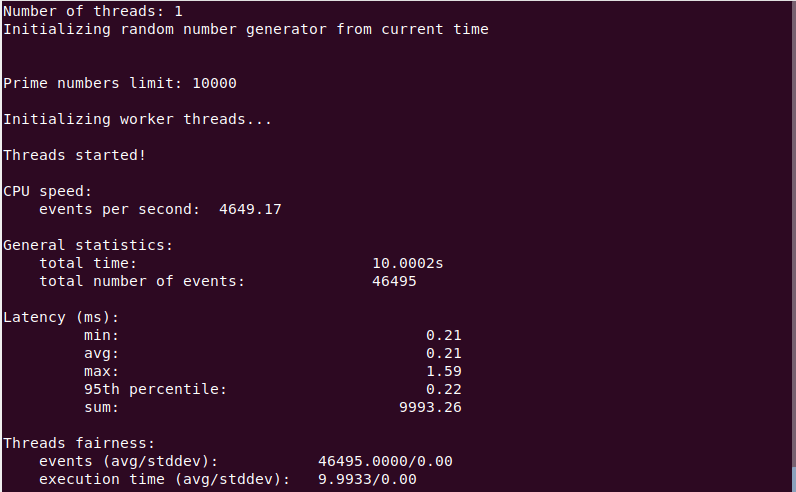 Number of threads: 1
Initializing random number generator from current time
Prime numbers limit: 10000
Initializing worker threads...
Threads started!
CPU speed:
    events per second:  4649.17
General statistics:
    total time:                          10.0002s
    total number of events:              46495
Latency (ms):
         min:                                  0.21
         avg:                                  0.21
         max:                                  1.59
         95th percentile:                      0.22
         sum:                               9993.26
Threads fairness:
    events (avg/stddev):           46495.0000/0.00
    execution time (avg/stddev):   9.9933/0.00